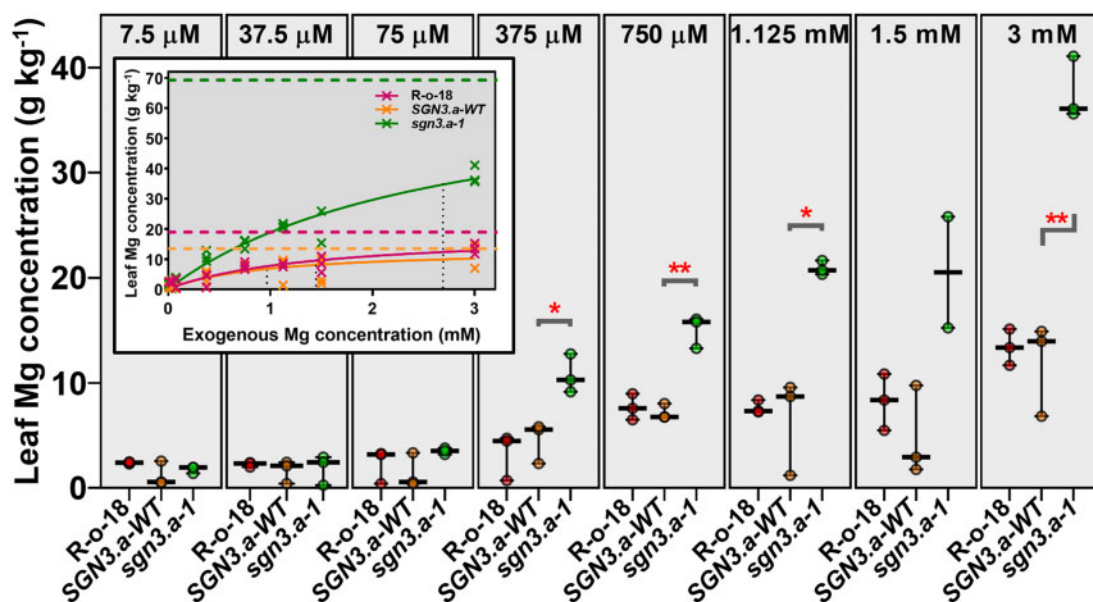 7.5 μM 37.5 μM 75 μM 375 μM 750 μM 1.125 mM 1.5 mM 3 mM
Leaf Mg concentration (g kg⁻¹)
40
30
20
10
0
Leaf Mg concentration (g kg⁻¹)
70
60
50
40
30
20
10
0
R-o-18
SGN3.a-WT
sgn3.a-1
0 1 2 3
Exogenous Mg concentration (mM)
*
**
*
**
R-o-18 SGN3.a-WT sgn3.a-1 R-o-18 SGN3.a-WT sgn3.a-1 R-o-18 SGN3.a-WT sgn3.a-1 R-o-18 SGN3.a-WT sgn3.a-1 R-o-18 SGN3.a-WT sgn3.a-1 R-o-18 SGN3.a-WT sgn3.a-1 R-o-18 SGN3.a-WT sgn3.a-1 R-o-18 SGN3.a-WT sgn3.a-1